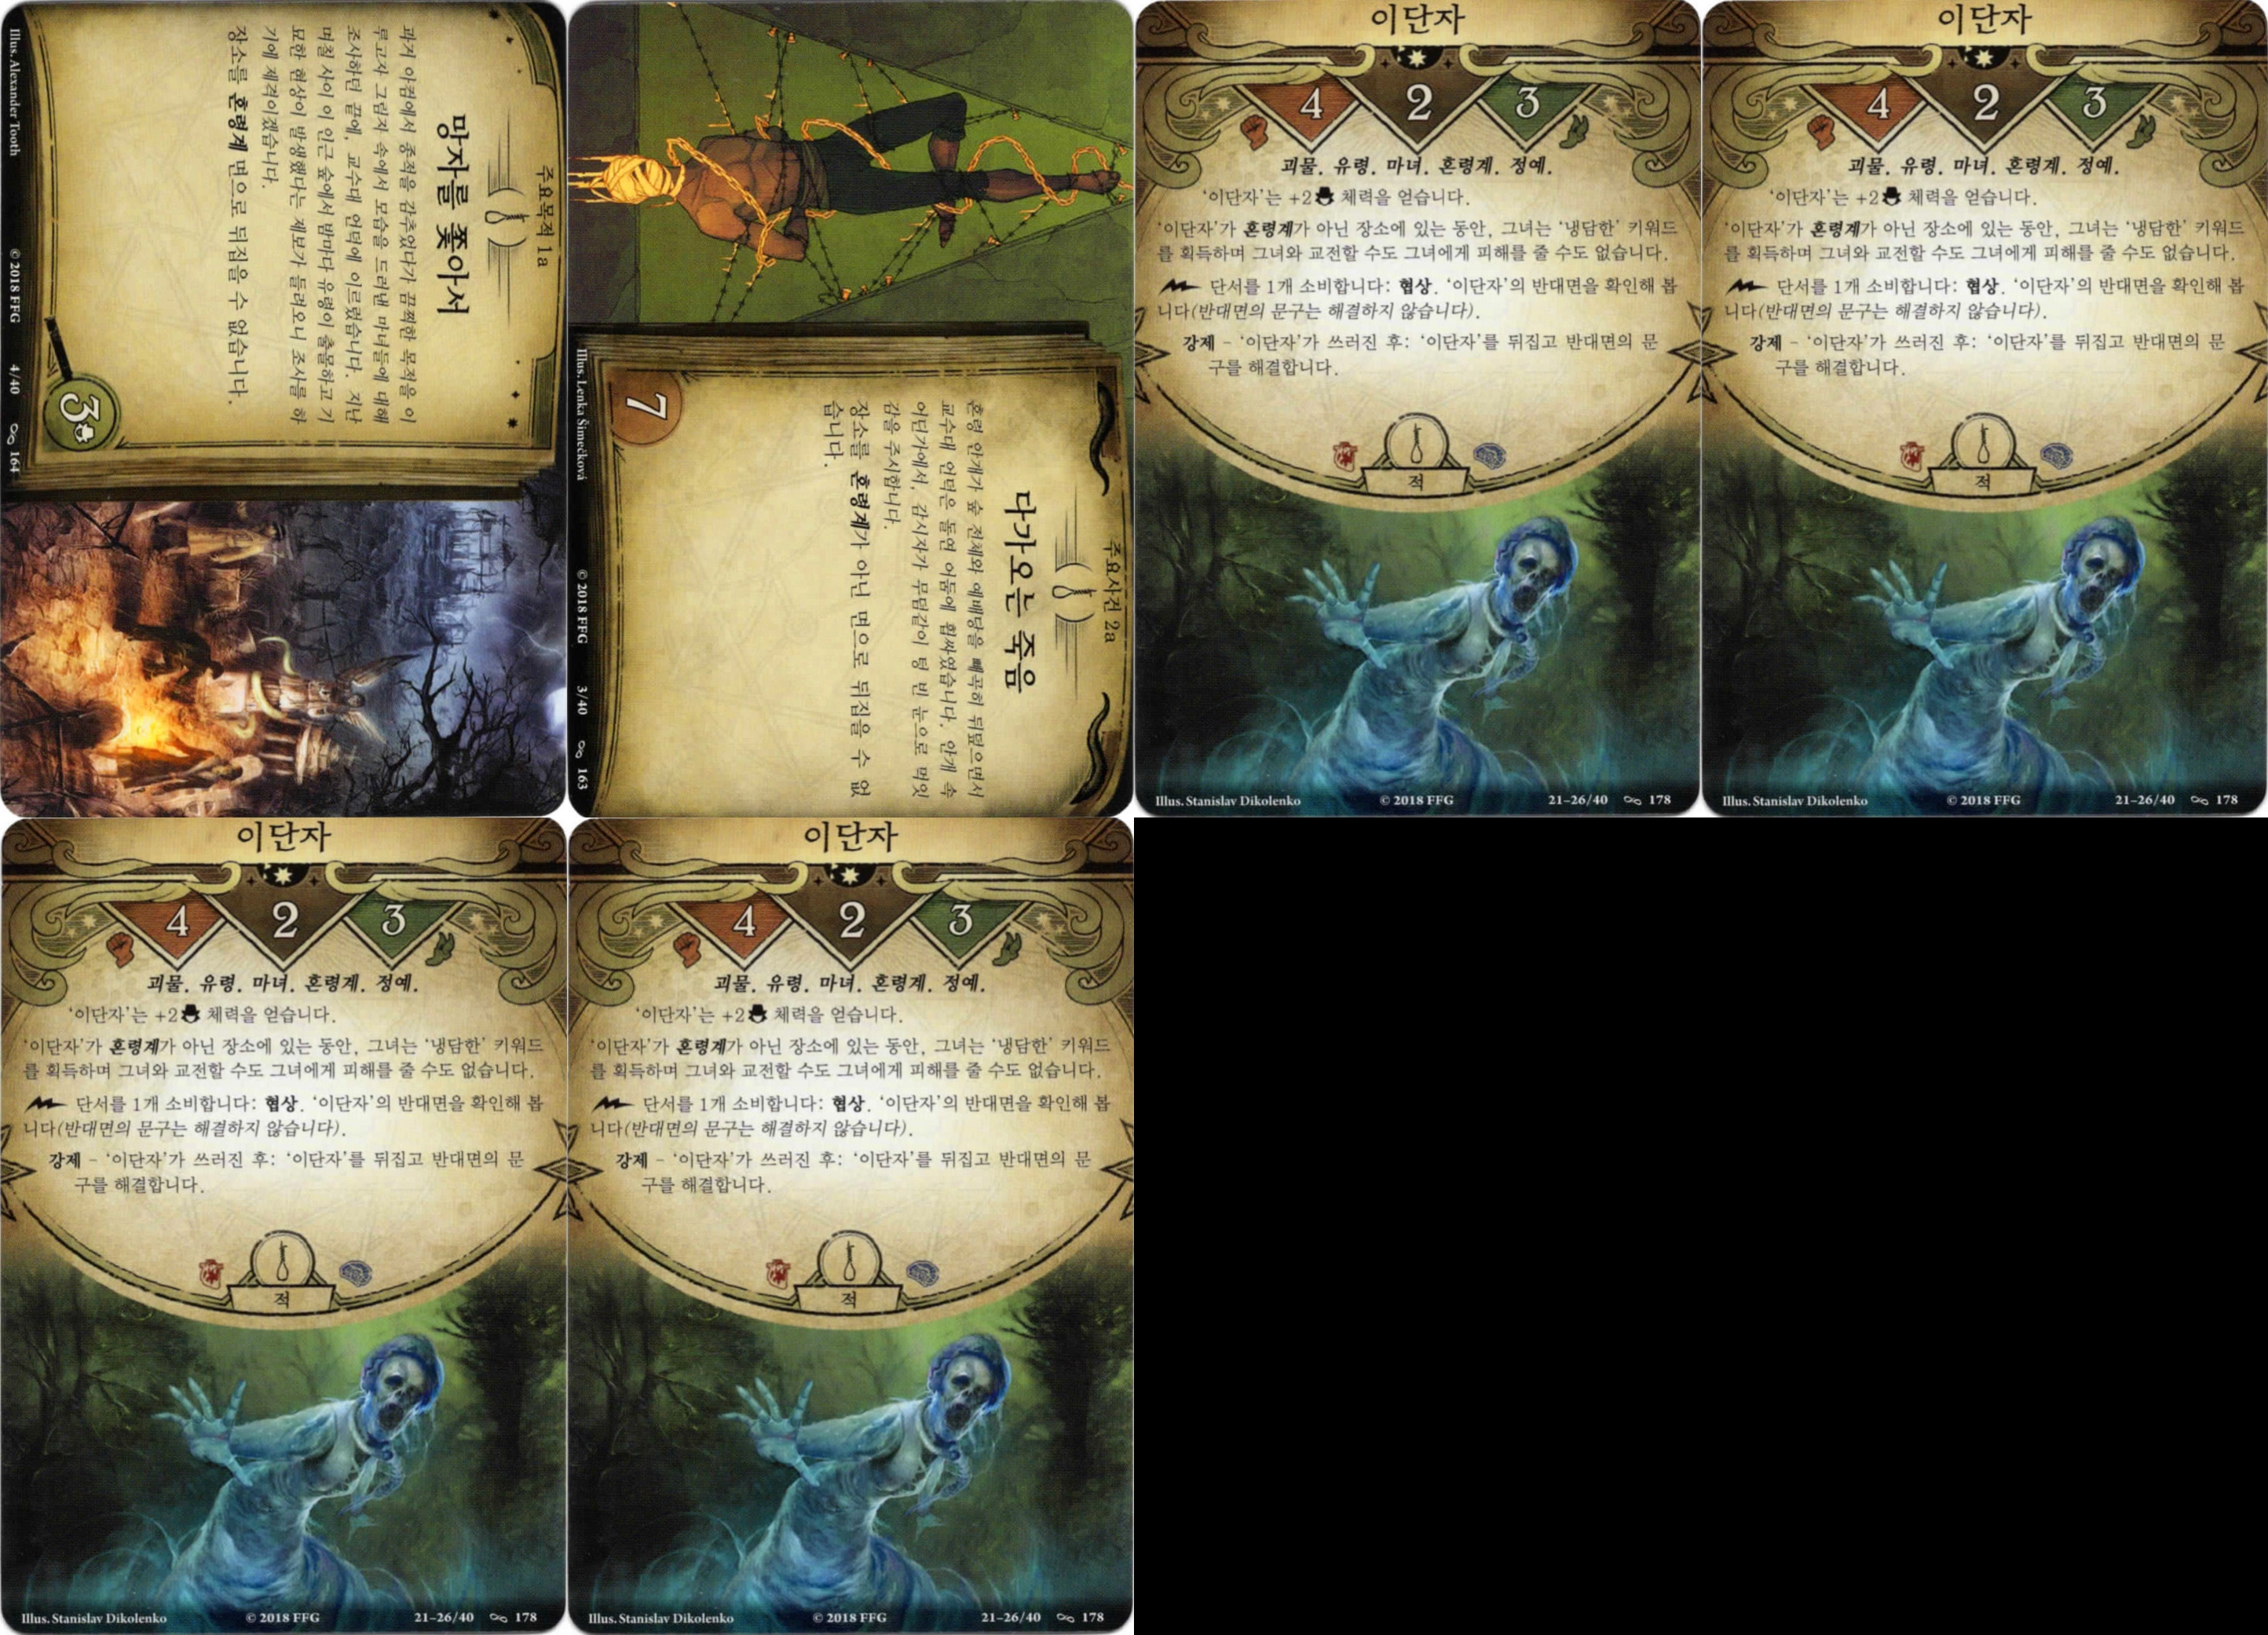 주요목적 1a
망자를 쫓아서
과거 아컴에서 종적을 감추었다가 끔찍한 목적을 이
루고자 그림자 속에서 모습을 드러낸 마녀들에 대해
조사하던 끝에, 교수대 언덕에 이르렀습니다. 지난
며칠 사이 이 인근 숲에서 밤마다 유령이 출몰하고 기
묘한 현상이 발생했다는 제보가 들려오니 조사를 하
기에 제격이겠습니다.
장소를 혼령계 면으로 뒤집을 수 없습니다.
3
Illus. Alexander Tooth
© 2018 FFG
4/40
164
주요사건 2a
다가오는 죽음
혼령 안개가 숲 전체와 예배당을 빼곡히 뒤덮으면서
교수대 언덕은 돌연 어둠에 휩싸였습니다. 안개 속
어딘가에서, 감시자가 무덤같이 텅 빈 눈으로 먹잇
감을 주시합니다.
장소를 혼령계가 아닌 면으로 뒤집을 수 없
습니다.
7
Illus. Lenka Šimečková
© 2018 FFG
3/40
163
이단자
4
2
3
괴물. 유령. 마녀. 혼령계. 정예.
‘이단자’는 +2 체력을 얻습니다.
‘이단자’가 혼령계가 아닌 장소에 있는 동안, 그녀는 ‘냉담한’ 키워드
를 획득하며 그녀와 교전할 수도 그녀에게 피해를 줄 수도 없습니다.
단서를 1개 소비합니다: 협상. ‘이단자’의 반대면을 확인해 봅
니다(반대면의 문구는 해결하지 않습니다).
강제 – ‘이단자’가 쓰러진 후: ‘이단자’를 뒤집고 반대면의 문
구를 해결합니다.
적
Illus. Stanislav Dikolenko
© 2018 FFG
21–26/40
178
이단자
4
2
3
괴물. 유령. 마녀. 혼령계. 정예.
‘이단자’는 +2 체력을 얻습니다.
‘이단자’가 혼령계가 아닌 장소에 있는 동안, 그녀는 ‘냉담한’ 키워드
를 획득하며 그녀와 교전할 수도 그녀에게 피해를 줄 수도 없습니다.
단서를 1개 소비합니다: 협상. ‘이단자’의 반대면을 확인해 봅
니다(반대면의 문구는 해결하지 않습니다).
강제 – ‘이단자’가 쓰러진 후: ‘이단자’를 뒤집고 반대면의 문
구를 해결합니다.
적
Illus. Stanislav Dikolenko
© 2018 FFG
21–26/40
178
이단자
4
2
3
괴물. 유령. 마녀. 혼령계. 정예.
‘이단자’는 +2 체력을 얻습니다.
‘이단자’가 혼령계가 아닌 장소에 있는 동안, 그녀는 ‘냉담한’ 키워드
를 획득하며 그녀와 교전할 수도 그녀에게 피해를 줄 수도 없습니다.
단서를 1개 소비합니다: 협상. ‘이단자’의 반대면을 확인해 봅
니다(반대면의 문구는 해결하지 않습니다).
강제 – ‘이단자’가 쓰러진 후: ‘이단자’를 뒤집고 반대면의 문
구를 해결합니다.
적
Illus. Stanislav Dikolenko
© 2018 FFG
21–26/40
178
이단자
4
2
3
괴물. 유령. 마녀. 혼령계. 정예.
‘이단자’는 +2 체력을 얻습니다.
‘이단자’가 혼령계가 아닌 장소에 있는 동안, 그녀는 ‘냉담한’ 키워드
를 획득하며 그녀와 교전할 수도 그녀에게 피해를 줄 수도 없습니다.
단서를 1개 소비합니다: 협상. ‘이단자’의 반대면을 확인해 봅
니다(반대면의 문구는 해결하지 않습니다).
강제 – ‘이단자’가 쓰러진 후: ‘이단자’를 뒤집고 반대면의 문
구를 해결합니다.
적
Illus. Stanislav Dikolenko
© 2018 FFG
21–26/40
178